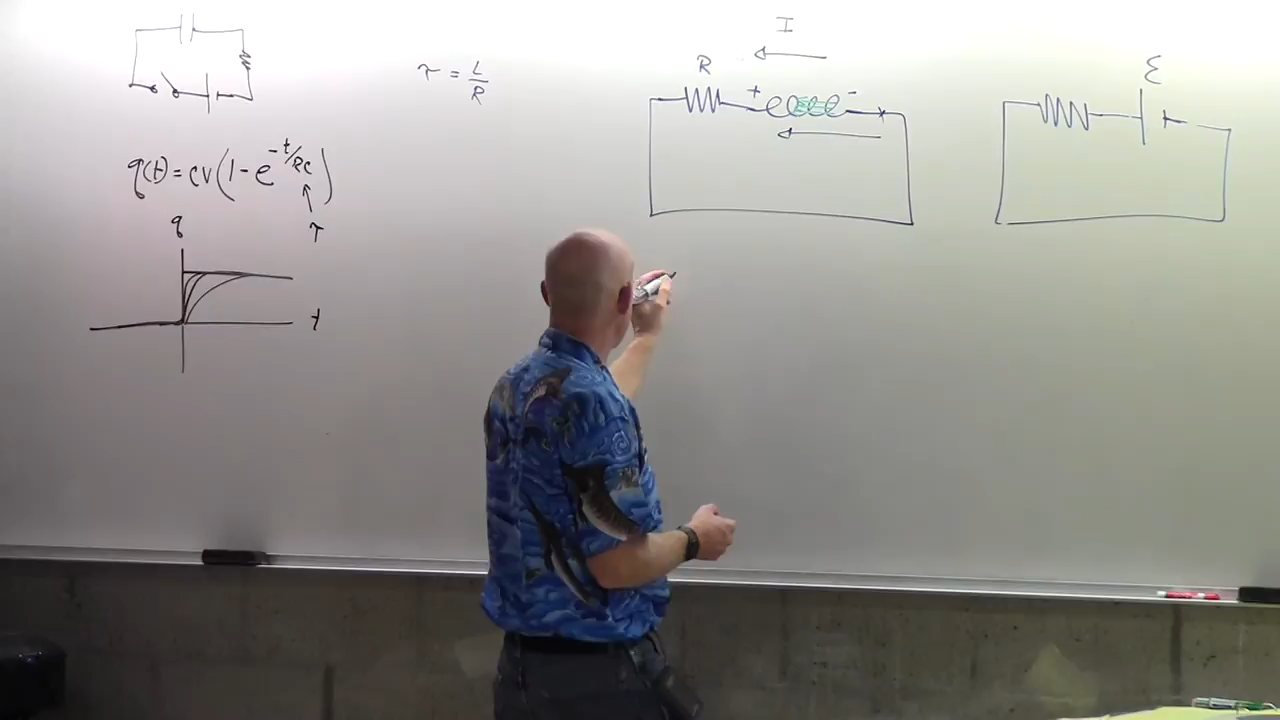 τ = L/R
I
R
+ -
ℰ
q(t) = CV(1 - e^-t/RC)
τ
q
t